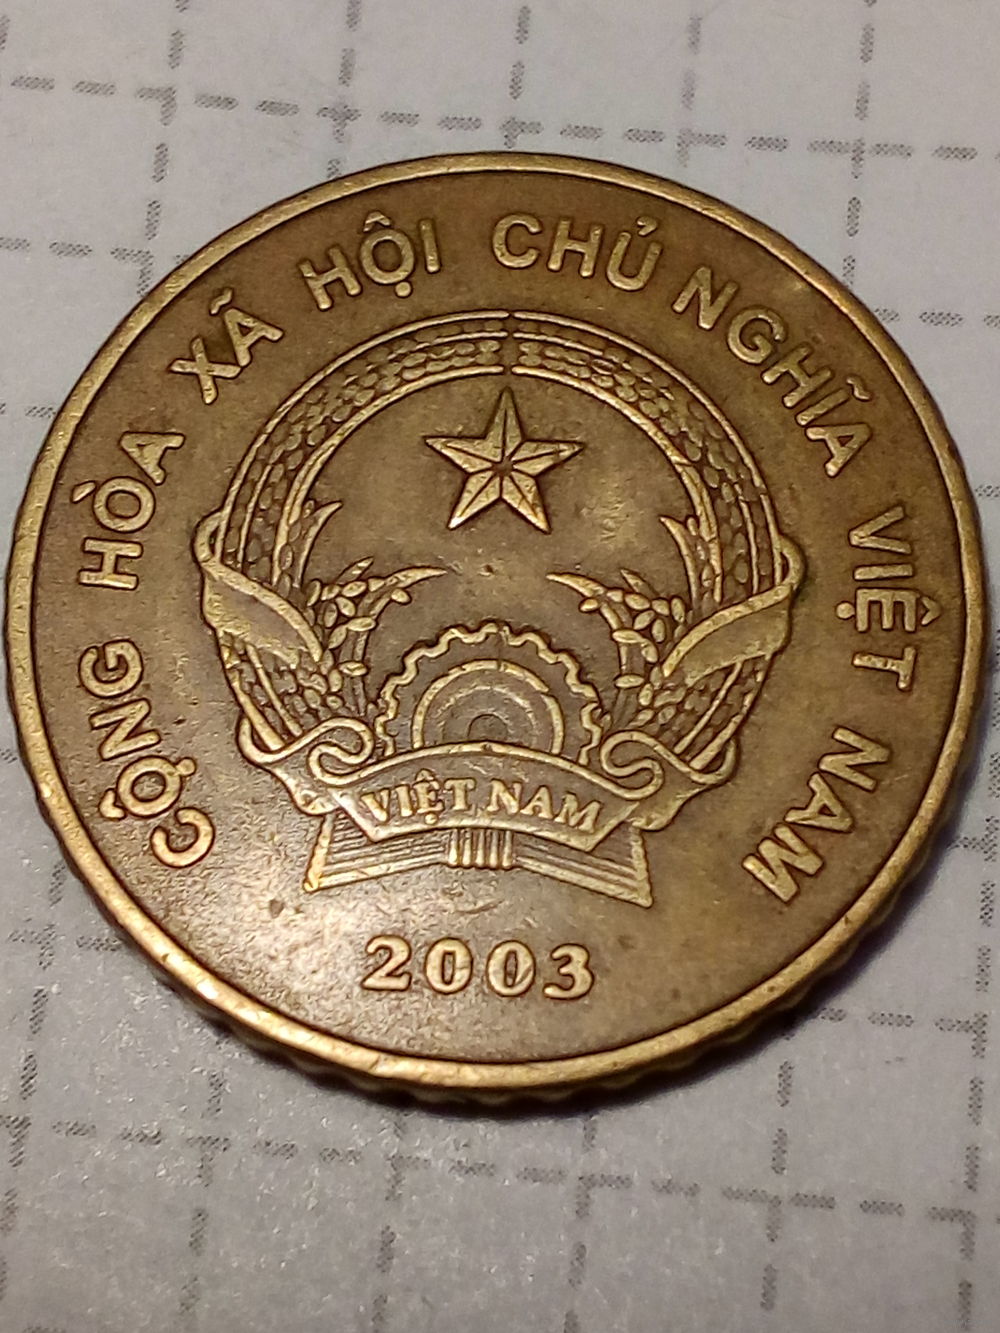 CỘNG HÒA XÃ HỘI CHỦ NGHĨA VIỆT NAM
VIỆT NAM
2003